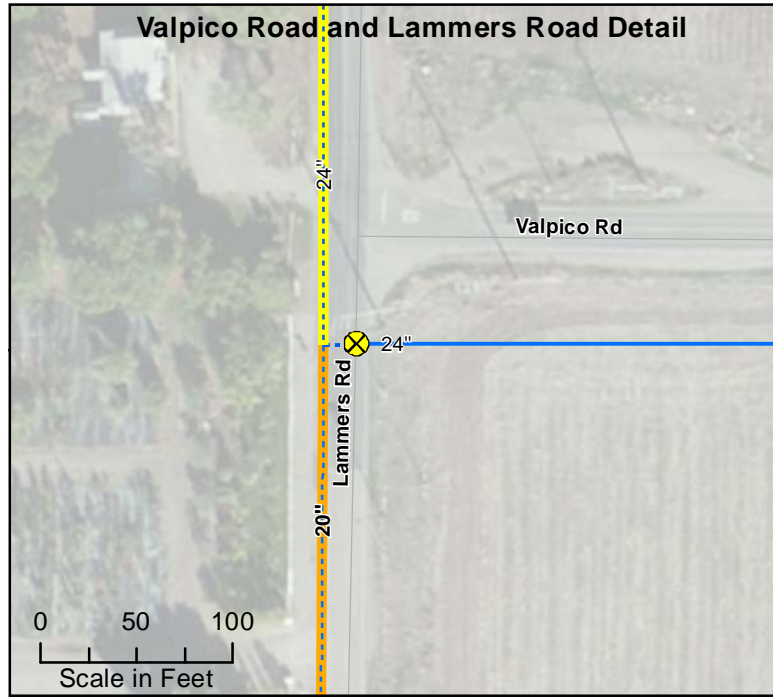 Valpico Road and Lammers Road Detail
24"
Valpico Rd
24"
Lammers Rd
20"
0 50 100
Scale in Feet